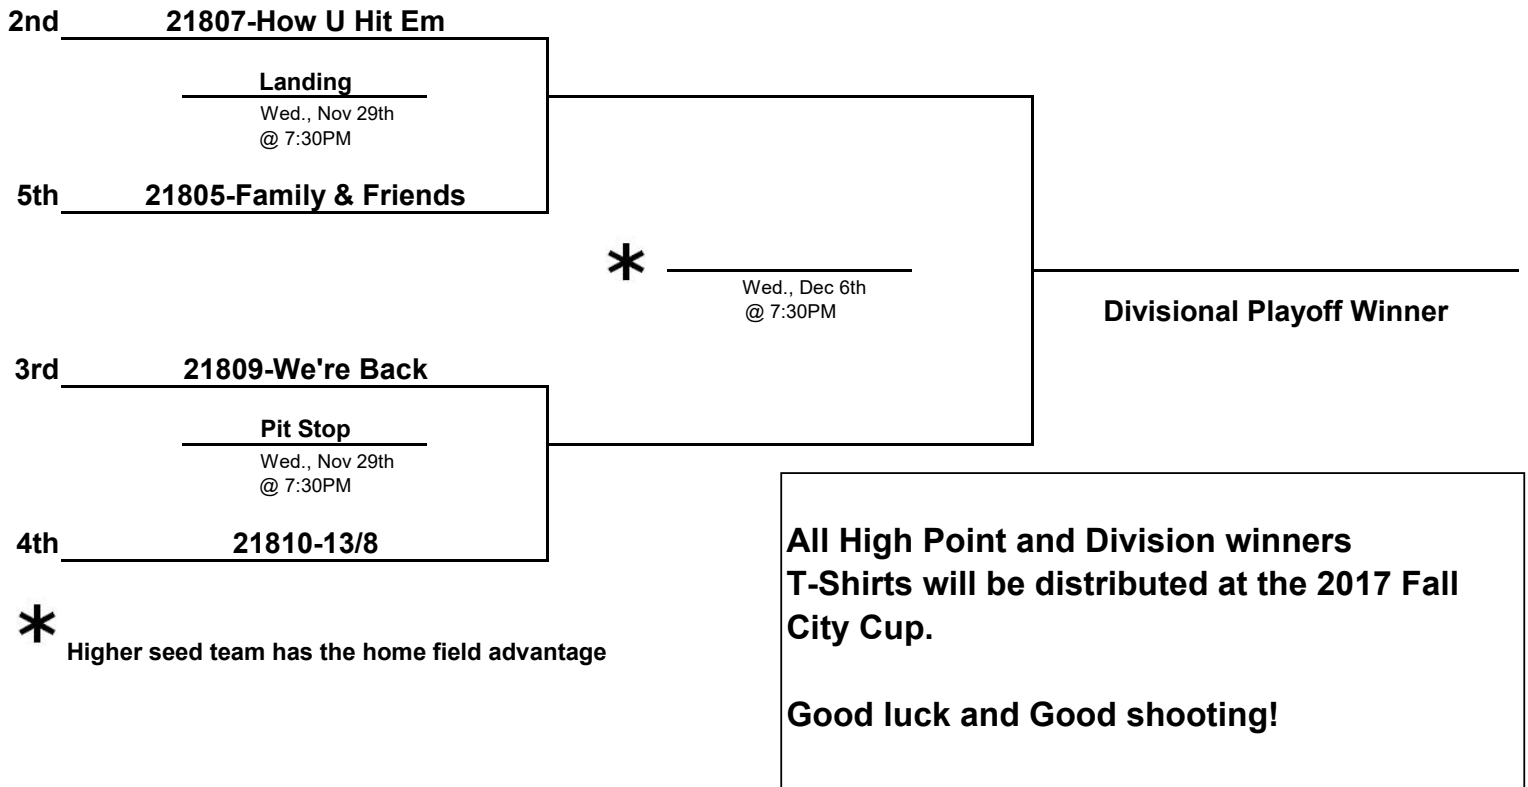 2nd 21807-How U Hit Em
Landing
Wed., Nov 29th
@ 7:30PM
5th 21805-Family & Friends
*
Wed., Dec 6th
@ 7:30PM
Divisional Playoff Winner
3rd 21809-We're Back
Pit Stop
Wed., Nov 29th
@ 7:30PM
4th 21810-13/8
* Higher seed team has the home field advantage
All High Point and Division winners
T-Shirts will be distributed at the 2017 Fall
City Cup.
Good luck and Good shooting!